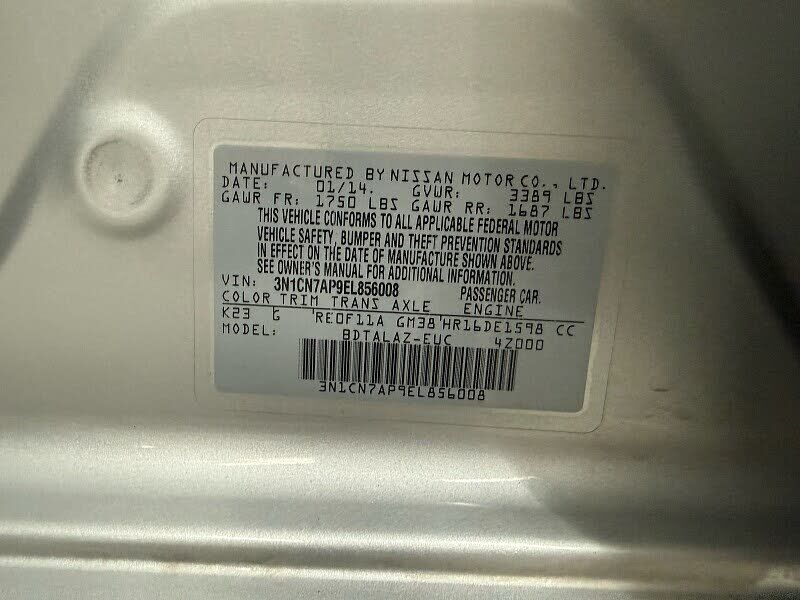 MANUFACTURED BY NISSAN MOTOR CO., LTD.
DATE: 01/14. GVWR: 3389 LBS
GAWR FR: 1750 LBS GAWR RR: 1687 LBS
THIS VEHICLE CONFORMS TO ALL APPLICABLE FEDERAL MOTOR
VEHICLE SAFETY, BUMPER AND THEFT PREVENTION STANDARDS
IN EFFECT ON THE DATE OF MANUFACTURE SHOWN ABOVE.
SEE OWNER'S MANUAL FOR ADDITIONAL INFORMATION.
VIN: 3N1CN7AP9EL856008 PASSENGER CAR.
COLOR TRIM TRANS AXLE ENGINE
K23 G RE0F11A GM38 HR16DE1598 CC
MODEL: BDTALAZ-EUC 4Z000
3N1CN7AP9EL856008